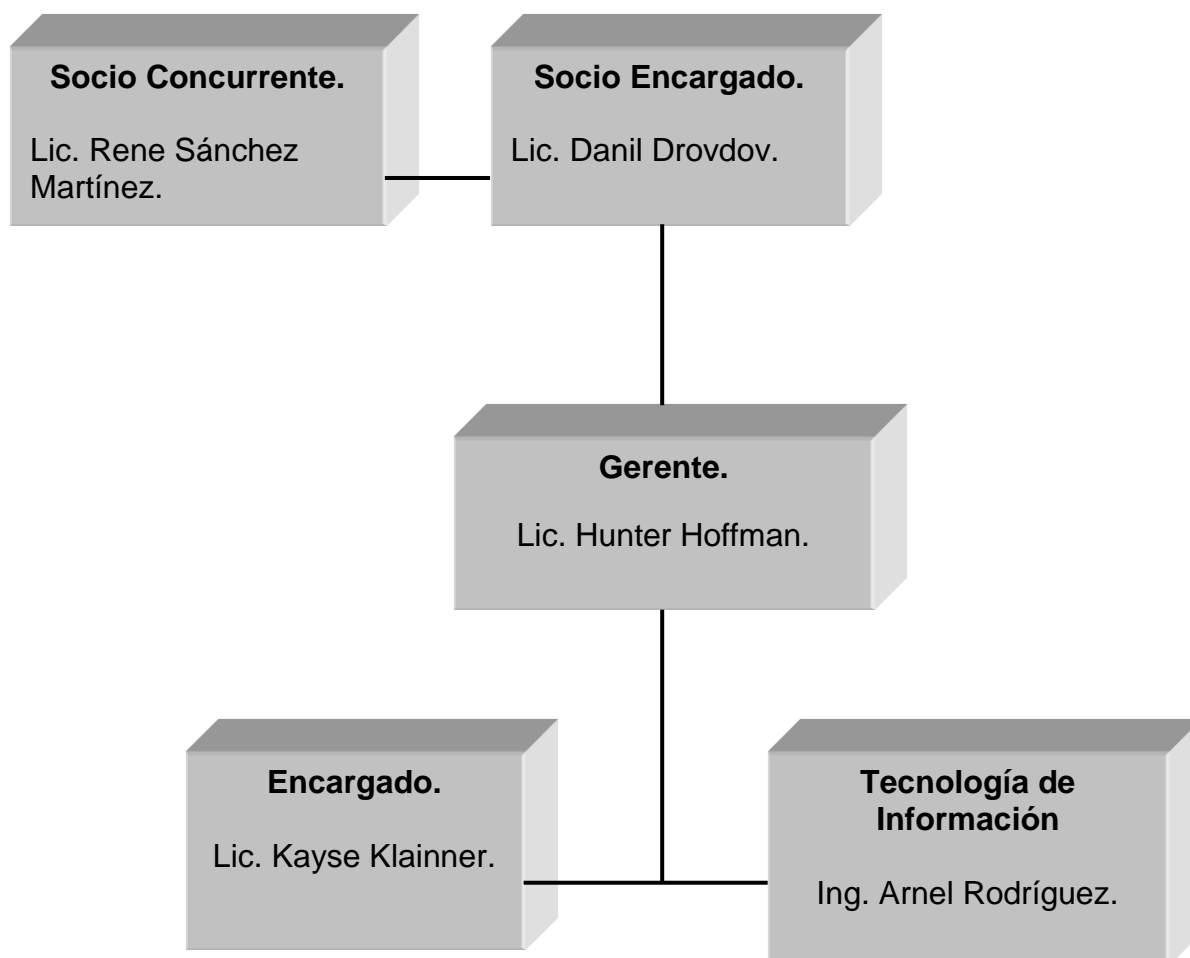 Socio Concurrente.
Lic. Rene Sánchez
Martínez.
Socio Encargado.
Lic. Danil Drovdov.
Gerente.
Lic. Hunter Hoffman.
Encargado.
Lic. Kayse Klainner.
Tecnología de
Información
Ing. Arnel Rodríguez.